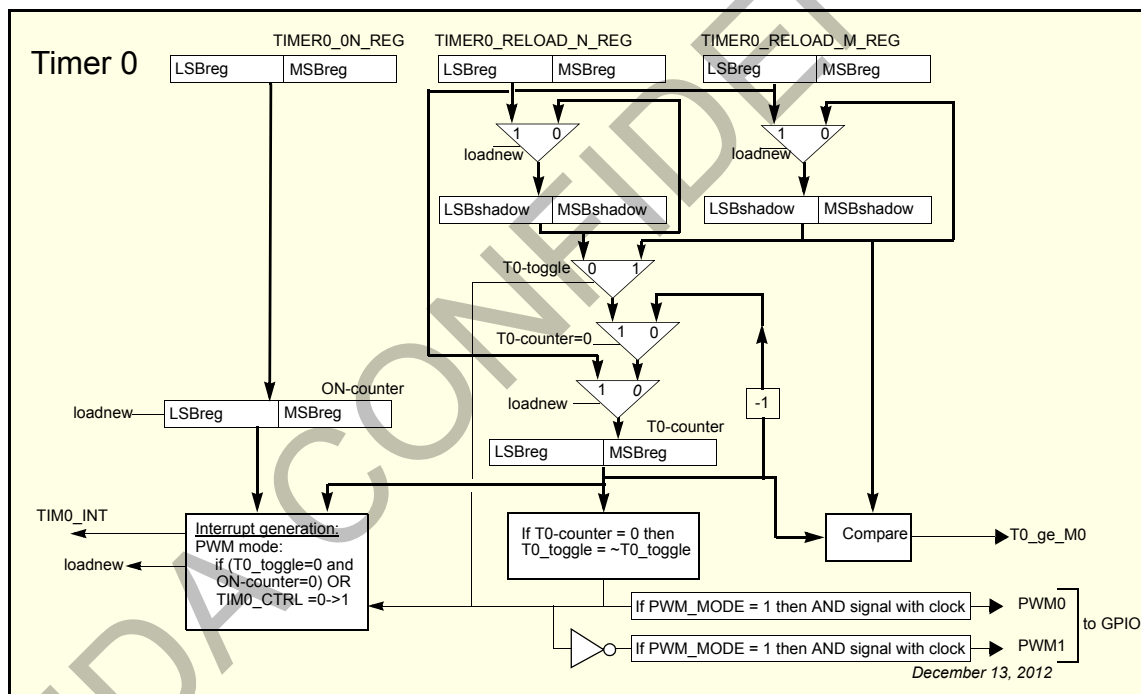 Timer 0
TIMER0_0N_REG
TIMER0_RELOAD_N_REG
TIMER0_RELOAD_M_REG
LSBreg MSBreg
LSBreg MSBreg
LSBreg MSBreg
1 0
loadnew
1 0
loadnew
LSBshadow MSBshadow
LSBshadow MSBshadow
T0-toggle
0 1
T0-counter=0
1 0
loadnew
1 0
-1
ON-counter
loadnew
LSBreg MSBreg
T0-counter
LSBreg MSBreg
TIM0_INT
loadnew
Interrupt generation:
PWM mode:
if (T0_toggle=0 and
ON-counter=0) OR
TIM0_CTRL =0->1
If T0-counter = 0 then
T0_toggle = ~T0_toggle
Compare
T0_ge_M0
If PWM_MODE = 1 then AND signal with clock
PWM0
If PWM_MODE = 1 then AND signal with clock
PWM1
to GPIO
December 13, 2012